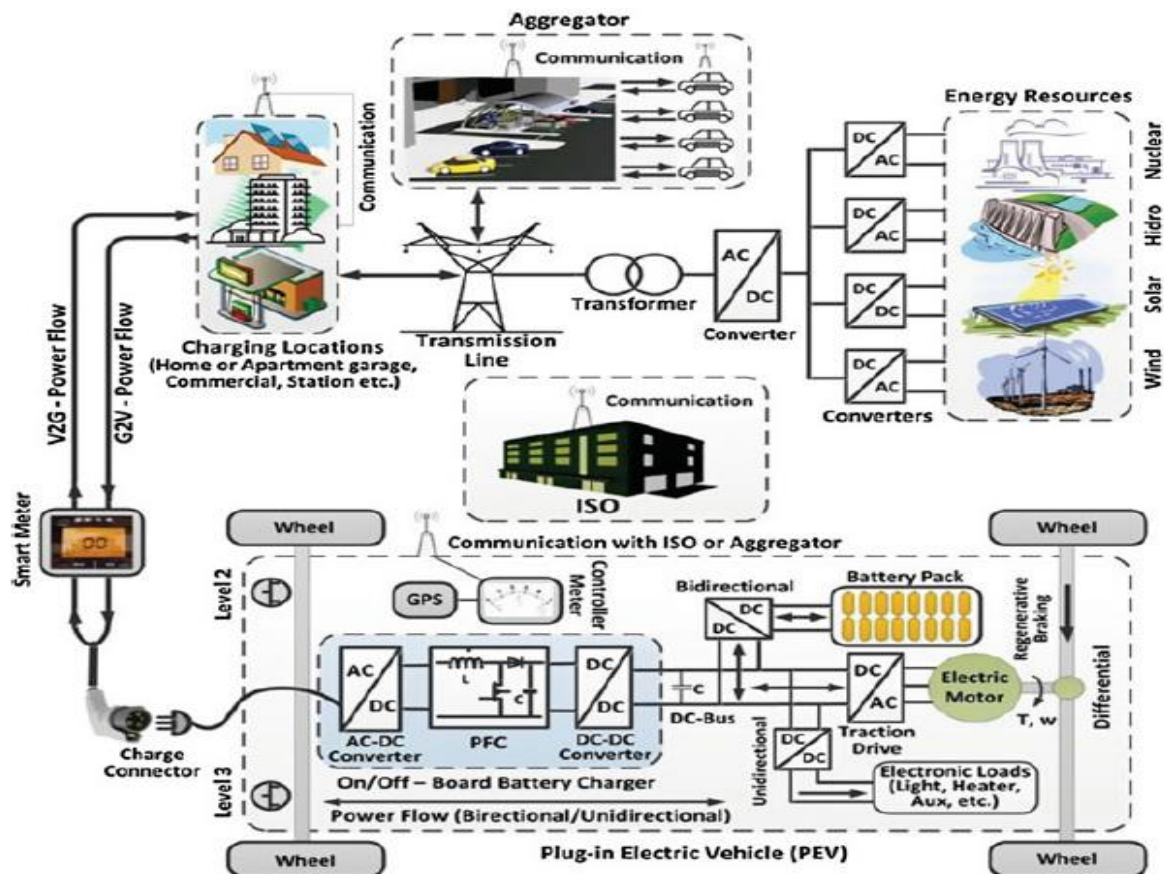 Aggregator
Communication
Communication
Energy Resources
DC
AC
Nuclear
DC
AC
Hidro
DC
DC
Solar
DC
AC
Wind
Converters
AC
DC
Converter
Transformer
Transmission
Line
Charging Locations
(Home or Apartment garage,
Commercial, Station etc.)
V2G - Power Flow
G2V - Power Flow
Communication
ISO
Smart Meter
Wheel
Wheel
Communication with ISO or Aggregator
Level 2
GPS
Controller
Meter
Bidirectional
DC
DC
Battery Pack
Regenerative
Braking
AC
DC
L
C
DC
DC
C
DC-Bus
DC
AC
Electric
Motor
T, w
Differential
AC-DC
Converter
PFC
DC-DC
Converter
Traction
Drive
Charge
Connector
Level 3
On/Off – Board Battery Charger
Unidirectional
DC
DC
Electronic Loads
(Light, Heater,
Aux, etc.)
Power Flow (Birectional/Unidirectional)
Wheel
Plug-in Electric Vehicle (PEV)
Wheel